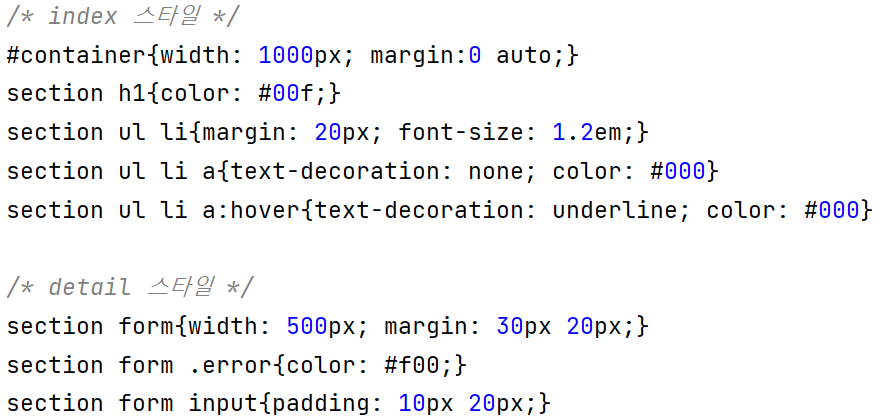 /* index 스타일 */
#container{width: 1000px; margin:0 auto;}
section h1{color: #00f;}
section ul li{margin: 20px; font-size: 1.2em;}
section ul li a{text-decoration: none; color: #000}
section ul li a:hover{text-decoration: underline; color: #000}
/* detail 스타일 */
section form{width: 500px; margin: 30px 20px;}
section form .error{color: #f00;}
section form input{padding: 10px 20px;}